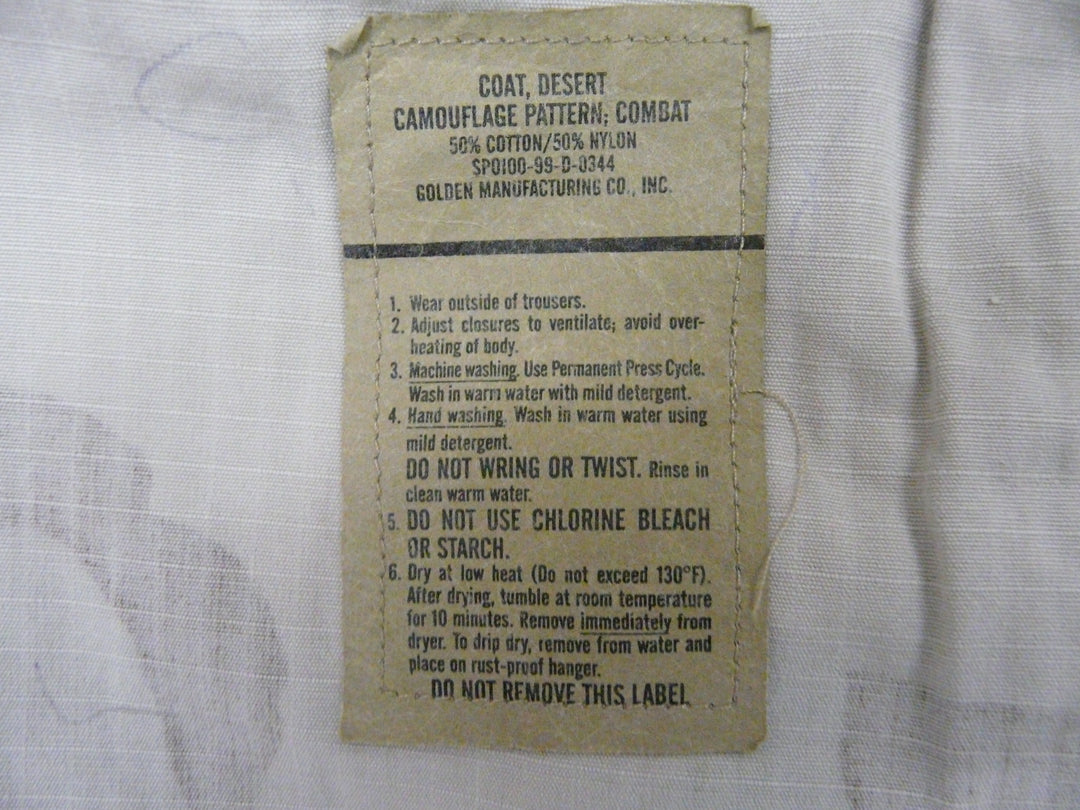 COAT, DESERT
CAMOUFLAGE PATTERN; COMBAT
50% COTTON/50% NYLON
SPO100-99-D-0344
GOLDEN MANUFACTURING CO., INC.
1. Wear outside of trousers.
2. Adjust closures to ventilate; avoid over-
heating of body.
3. Machine washing. Use Permanent Press Cycle.
Wash in warm water with mild detergent.
4. Hand washing. Wash in warm water using
mild detergent.
DO NOT WRING OR TWIST. Rinse in
clean warm water.
5. DO NOT USE CHLORINE BLEACH
OR STARCH.
6. Dry at low heat (Do not exceed 130°F).
After drying, tumble at room temperature
for 10 minutes. Remove immediately from
dryer. To drip dry, remove from water and
place on rust-proof hanger.
DO NOT REMOVE THIS LABEL